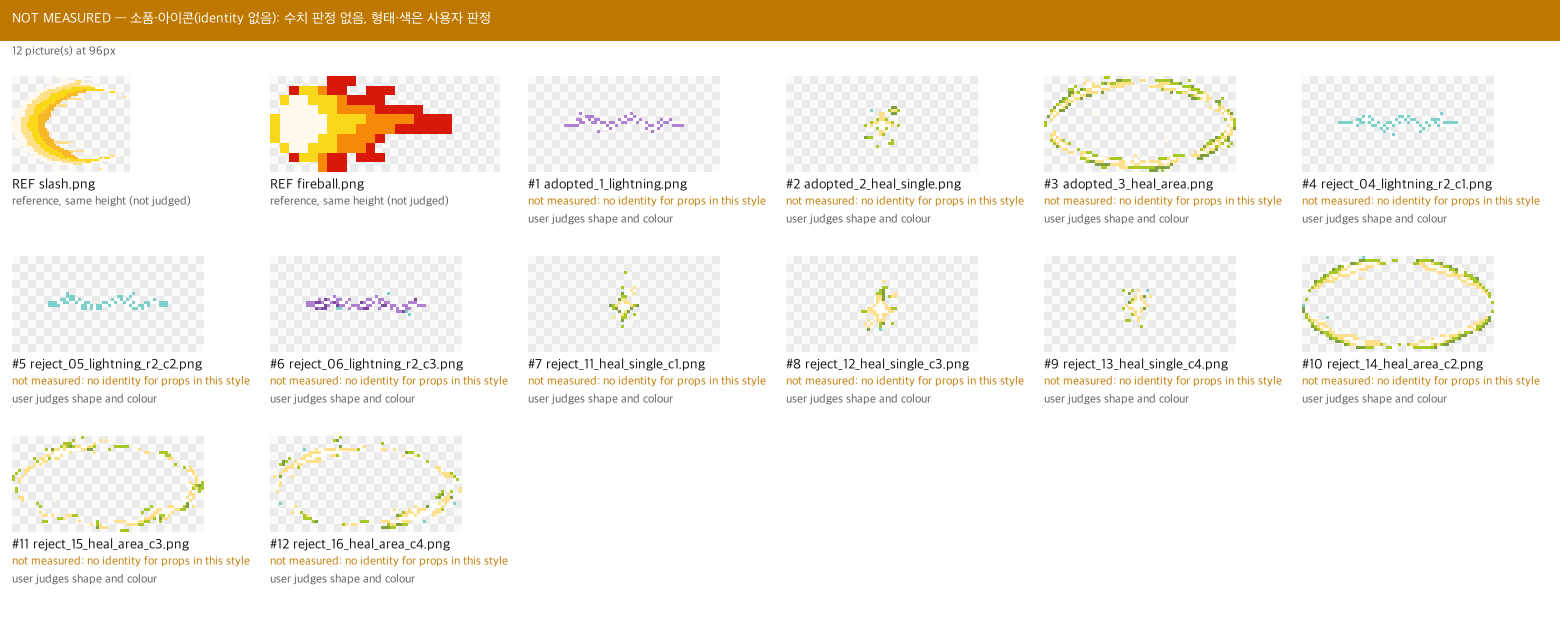 NOT MEASURED — 소품·아이콘(identity 없음): 수치 판정 없음, 형태·색은 사용자 판정
12 picture(s) at 96px
REF slash.png
reference, same height (not judged)
REF fireball.png
reference, same height (not judged)
#1 adopted_1_lightning.png
not measured: no identity for props in this style
user judges shape and colour
#2 adopted_2_heal_single.png
not measured: no identity for props in this style
user judges shape and colour
#3 adopted_3_heal_area.png
not measured: no identity for props in this style
user judges shape and colour
#4 reject_04_lightning_r2_c1.png
not measured: no identity for props in this style
user judges shape and colour
#5 reject_05_lightning_r2_c2.png
not measured: no identity for props in this style
user judges shape and colour
#6 reject_06_lightning_r2_c3.png
not measured: no identity for props in this style
user judges shape and colour
#7 reject_11_heal_single_c1.png
not measured: no identity for props in this style
user judges shape and colour
#8 reject_12_heal_single_c3.png
not measured: no identity for props in this style
user judges shape and colour
#9 reject_13_heal_single_c4.png
not measured: no identity for props in this style
user judges shape and colour
#10 reject_14_heal_area_c2.png
not measured: no identity for props in this style
user judges shape and colour
#11 reject_15_heal_area_c3.png
not measured: no identity for props in this style
user judges shape and colour
#12 reject_16_heal_area_c4.png
not measured: no identity for props in this style
user judges shape and colour